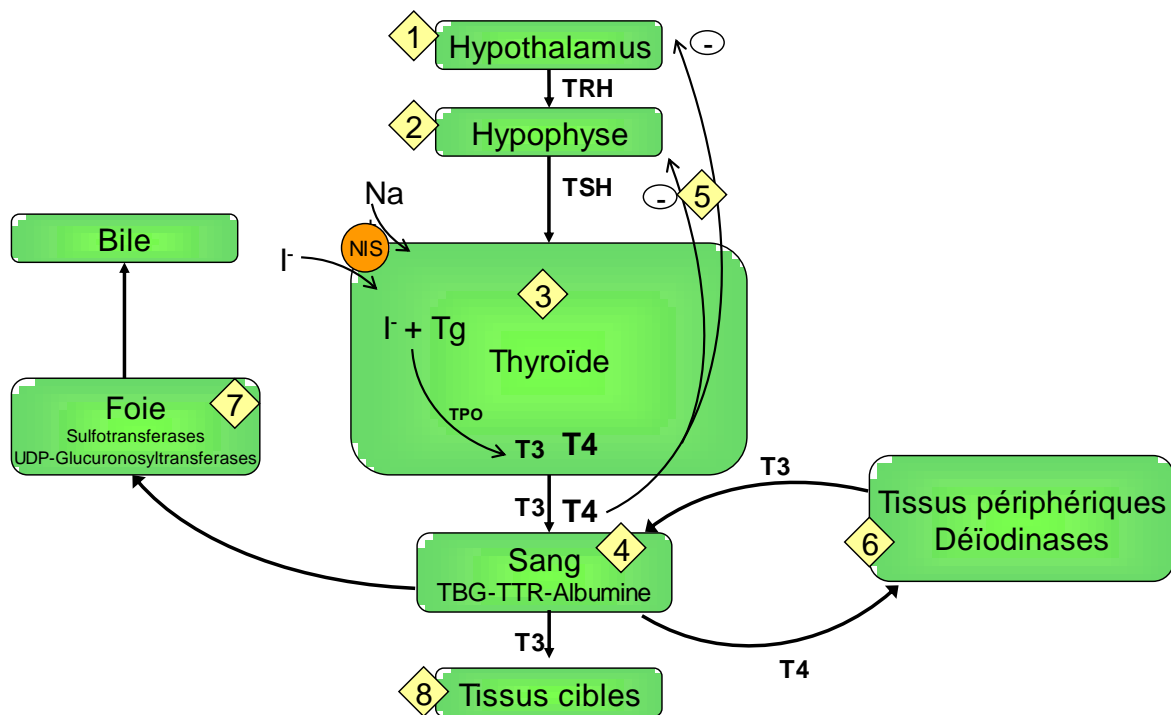 1
Hypothalamus
-
TRH
2
Hypophyse
TSH
-
5
Na
NIS
I-
Bile
3
I- + Tg
Thyroïde
TPO
T3 T4
7
Foie
Sulfotransferases
UDP-Glucuronosyltransferases
T3 T4
T3
Tissus périphériques
Déïodinases
6
4
Sang
TBG-TTR-Albumine
T3
T4
8
Tissus cibles